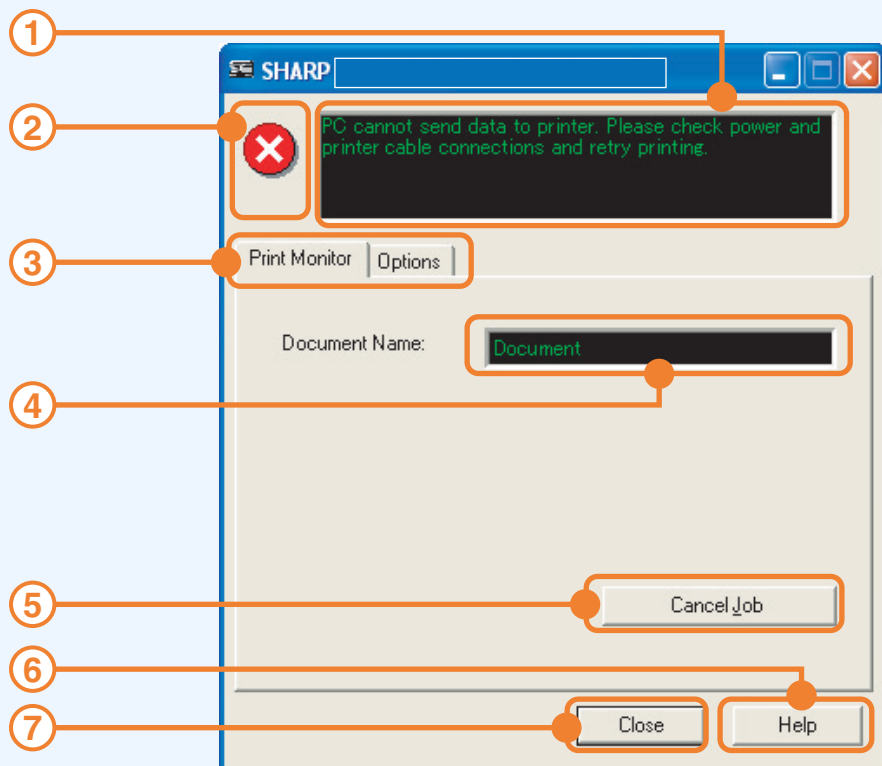 1
SHARP
2
PC cannot send data to printer. Please check power and
printer cable connections and retry printing.
3
Print Monitor Options
Document Name: Document
4
5
Cancel Job
6
7
Close Help